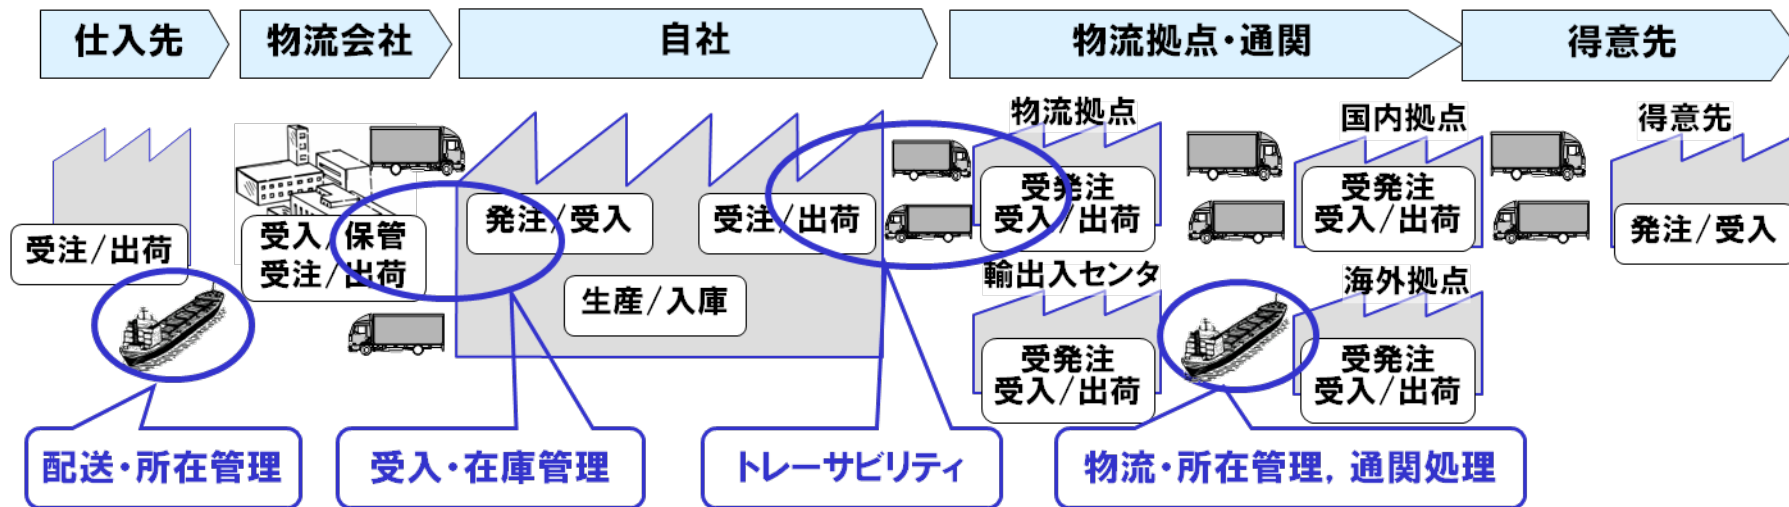 仕入先
物流会社
自社
物流拠点・通関
得意先
物流拠点
国内拠点
得意先
受注/出荷
受入/保管
受注/出荷
発注/受入
受注/出荷
生産/入庫
受発注
受入/出荷
受発注
受入/出荷
発注/受入
輸出入センタ
海外拠点
受発注
受入/出荷
受発注
受入/出荷
配送・所在管理
受入・在庫管理
トレーサビリティ
物流・所在管理, 通関処理